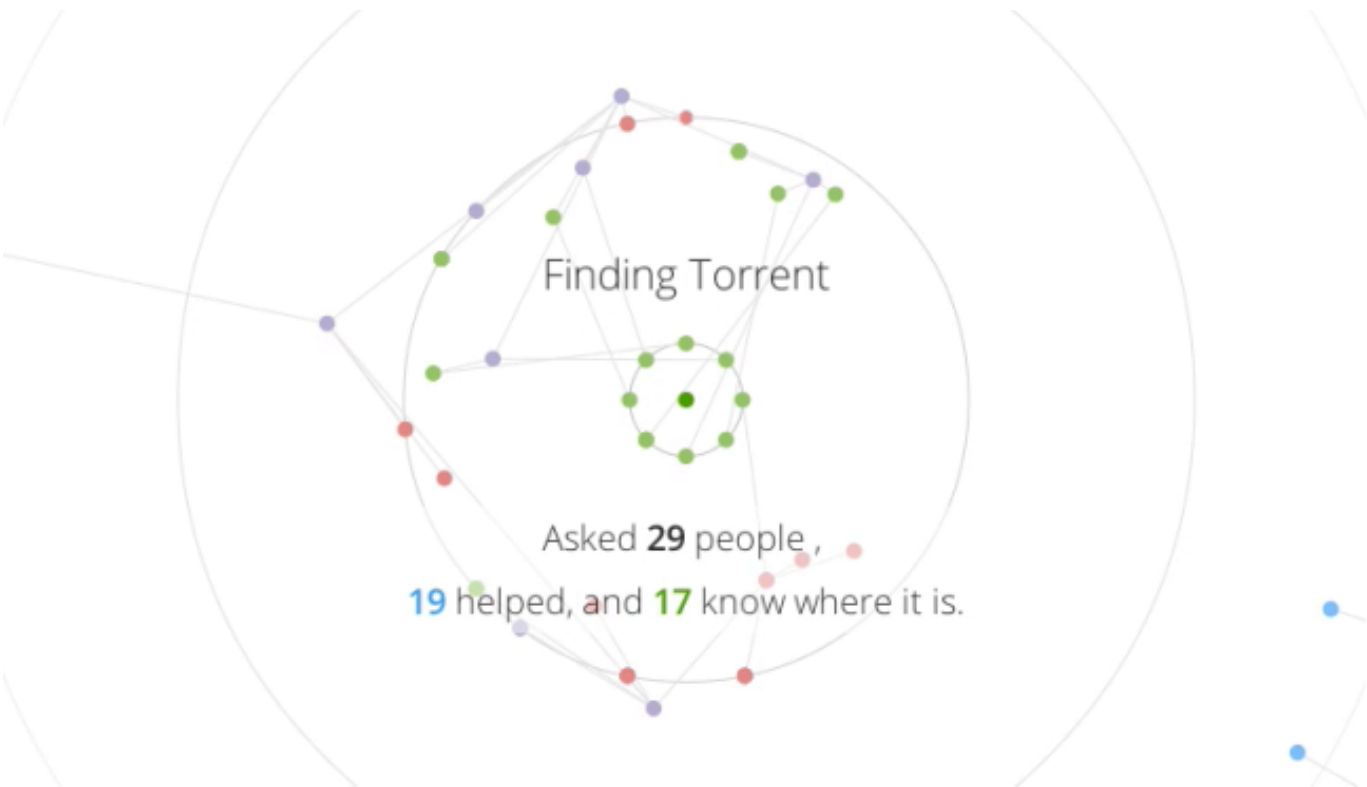 Finding Torrent
Asked 29 people ,
19 helped, and 17 know where it is.